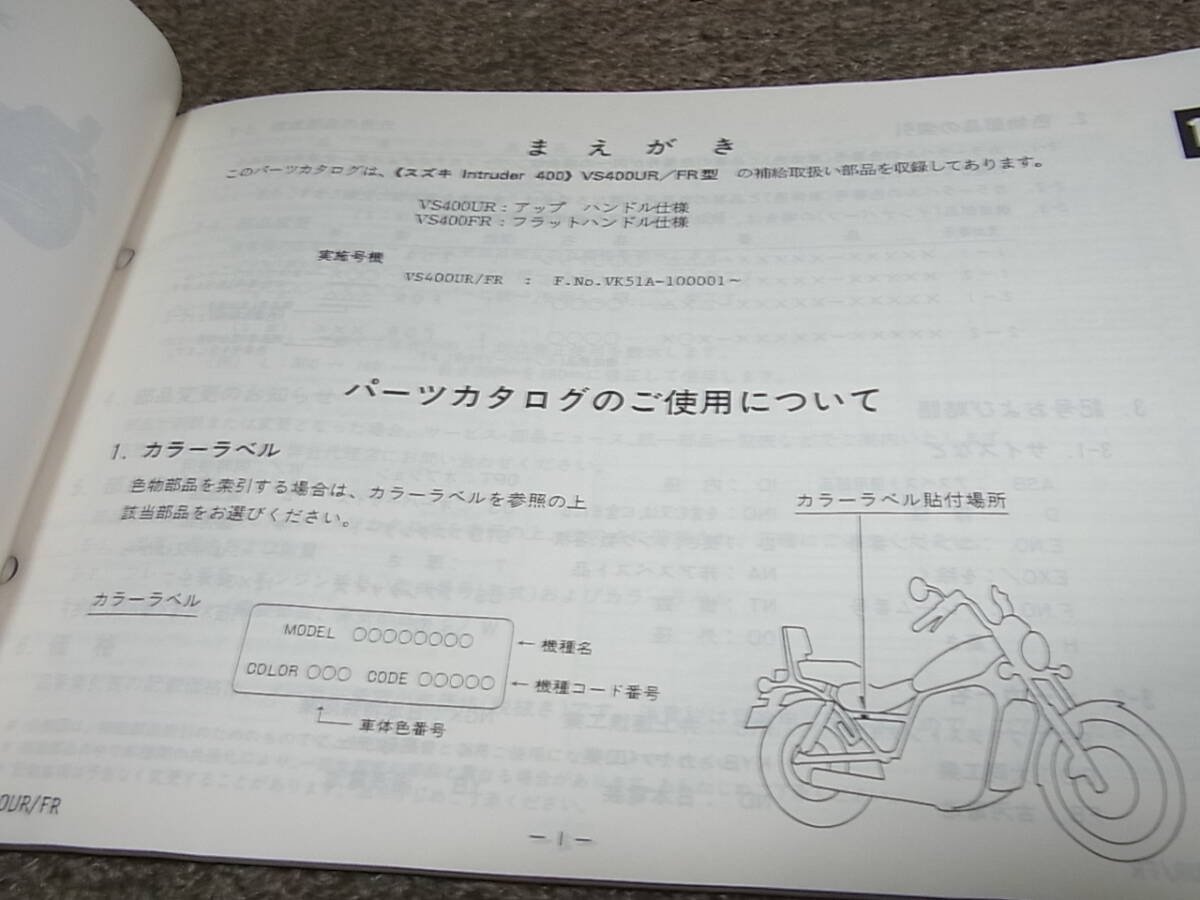 まえがき
このパーツカタログは、《スズキ Intruder 400》VS400UR/FR型 の補給取扱い部品を収録してあります。
VS400UR：アップ ハンドル仕様
VS400FR：フラットハンドル仕様
実施号機
VS400UR/FR : F.No.VK51A-100001～
パーツカタログのご使用について
1. カラーラベル
色物部品を索引する場合は、カラーラベルを参照の上
該当部品をお選びください。
カラーラベル貼付場所
カラーラベル
MODEL ○○○○○○○○
←機種名
COLOR ○○○ CODE ○○○○○
←機種コード番号
車体色番号
0UR/FR
－1－